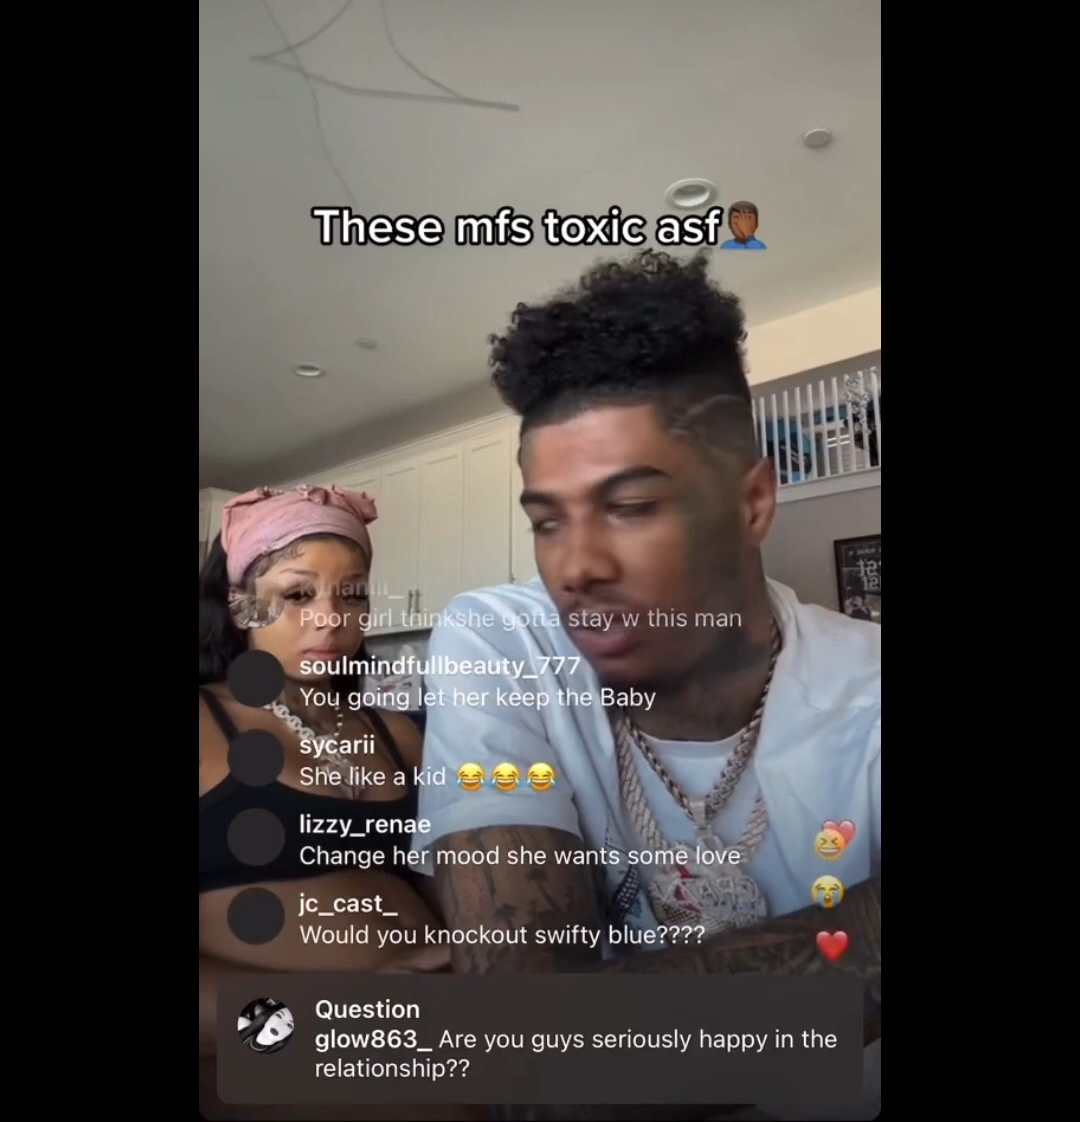 These mfs toxic asf🤦🏾‍♂️
Poor girl thinkshe gotta stay w this man
soulmindfullbeauty_777
You going let her keep the Baby
sycarii
She like a kid 😂😂😂
lizzy_renae
Change her mood she wants some love
jc_cast_
Would you knockout swifty blue????
Question
glow863_ Are you guys seriously happy in the
relationship??